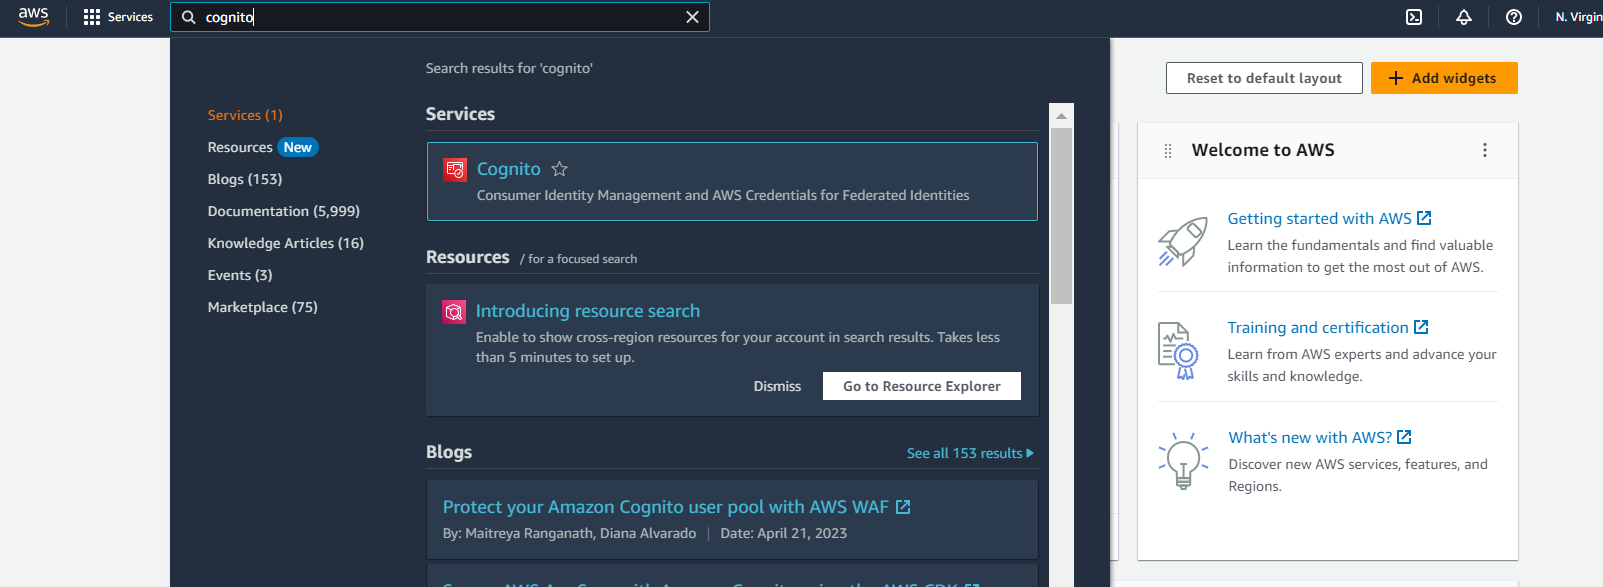 aws
Services
cognito
N. Virgin
Search results for 'cognito'
Services (1)
Resources New
Blogs (153)
Documentation (5,999)
Knowledge Articles (16)
Events (3)
Marketplace (75)
Services
Cognito
Consumer Identity Management and AWS Credentials for Federated Identities
Resources / for a focused search
Introducing resource search
Enable to show cross-region resources for your account in search results. Takes less
than 5 minutes to set up.
Dismiss
Go to Resource Explorer
Blogs
See all 153 results
Protect your Amazon Cognito user pool with AWS WAF
By: Maitreya Ranganath, Diana Alvarado | Date: April 21, 2023
Reset to default layout
Add widgets
Welcome to AWS
Getting started with AWS
Learn the fundamentals and find valuable
information to get the most out of AWS.
Training and certification
Learn from AWS experts and advance your
skills and knowledge.
What's new with AWS?
Discover new AWS services, features, and
Regions.